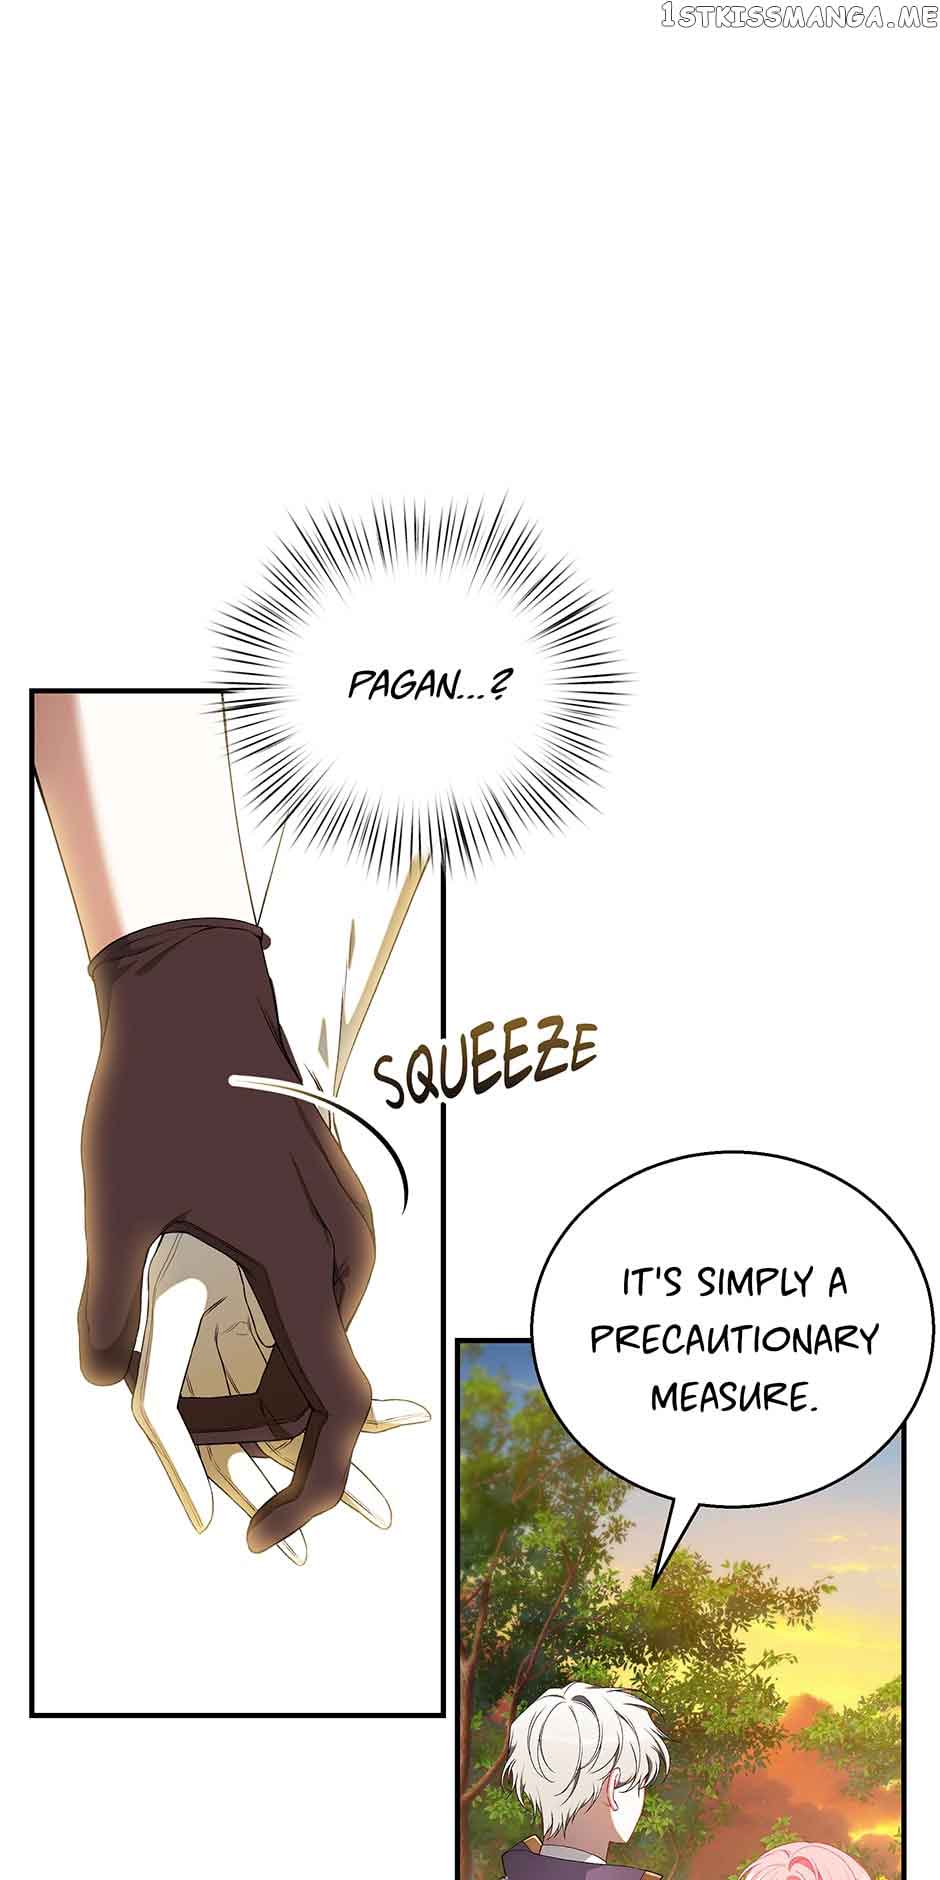 1STKISSMANGA.ME
PAGAN...?
SQUEEZE
IT'S SIMPLY A
PRECAUTIONARY
MEASURE.